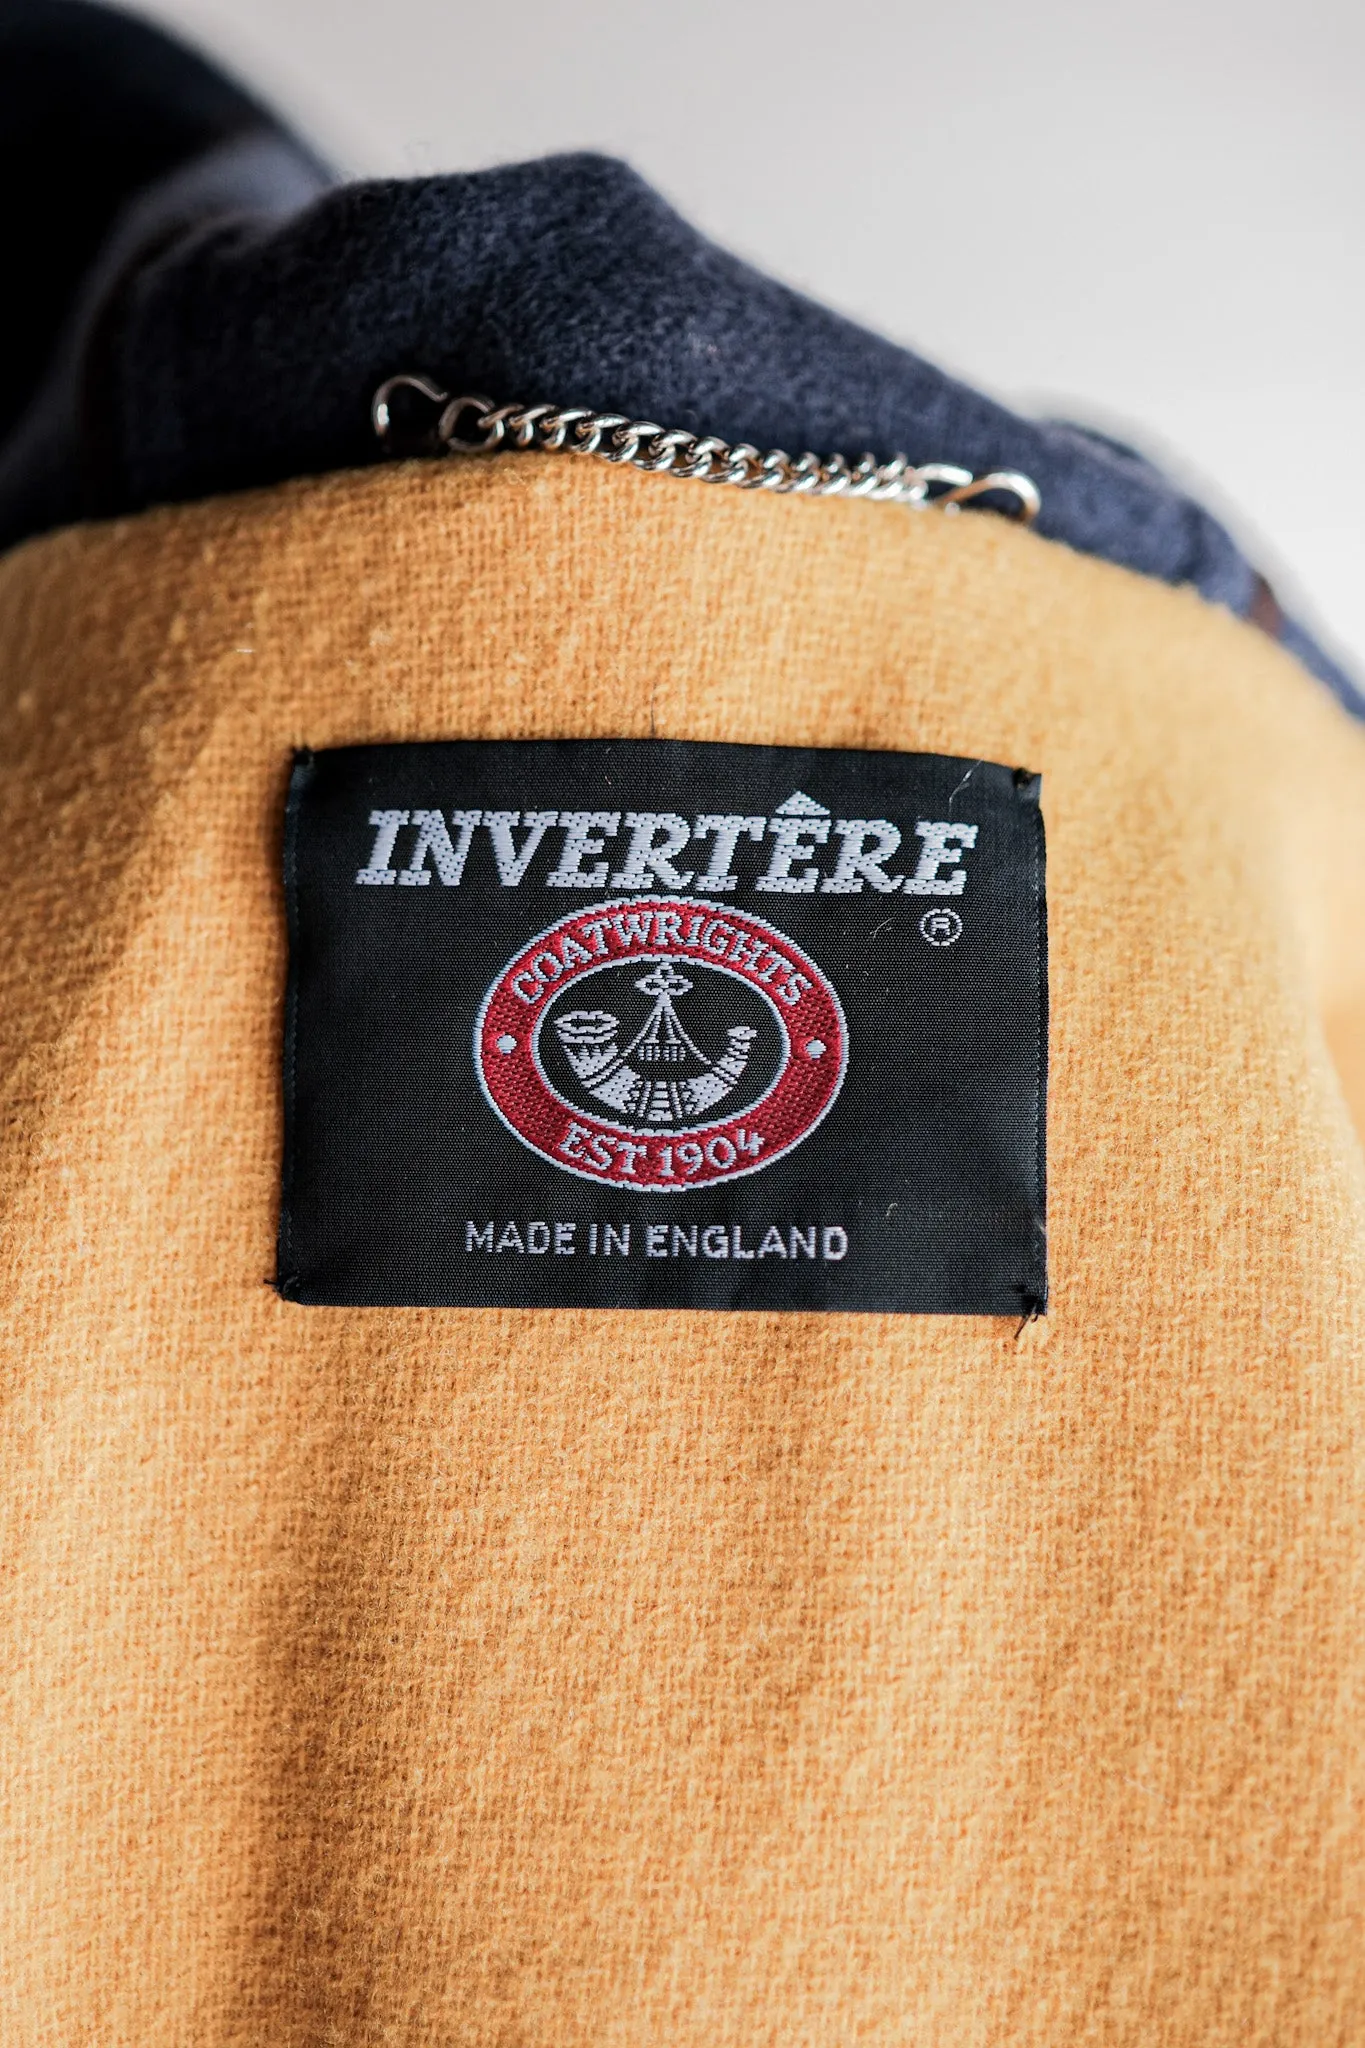 INVERTÊRE
®
COATWRIGHTS
EST 1904
MADE IN ENGLAND